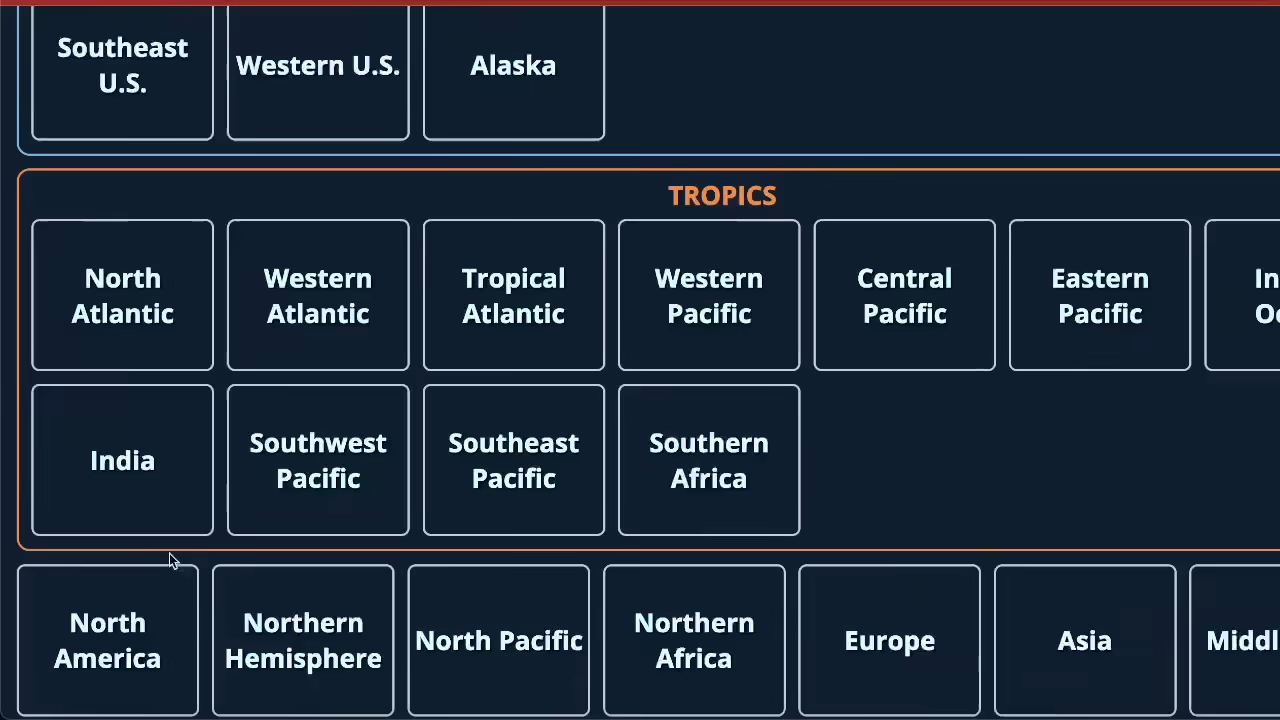 Southeast
U.S.
Western U.S.
Alaska
TROPICS
North
Atlantic
Western
Atlantic
Tropical
Atlantic
Western
Pacific
Central
Pacific
Eastern
Pacific
India
Southwest
Pacific
Southeast
Pacific
Southern
Africa
North
America
Northern
Hemisphere
North Pacific
Northern
Africa
Europe
Asia